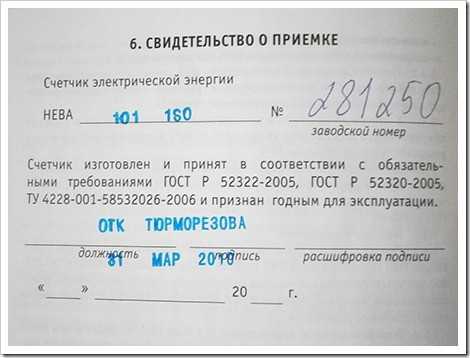 6. СВИДЕТЕЛЬСТВО О ПРИЕМКЕ
Счетчик электрической энергии
НЕВА 101 1S0 № 281250
заводской номер
Счетчик изготовлен и принят в соответствии с обязатель-
ными требованиями ГОСТ Р 52322-2005, ГОСТ Р 52320-2005,
ТУ 4228-001-58532026-2006 и признан годным для эксплуатации.
ОТК ТЮРМОРЕЗОВА
должность подпись расшифровка подписи
31 МАР 2010
« » 20 г.